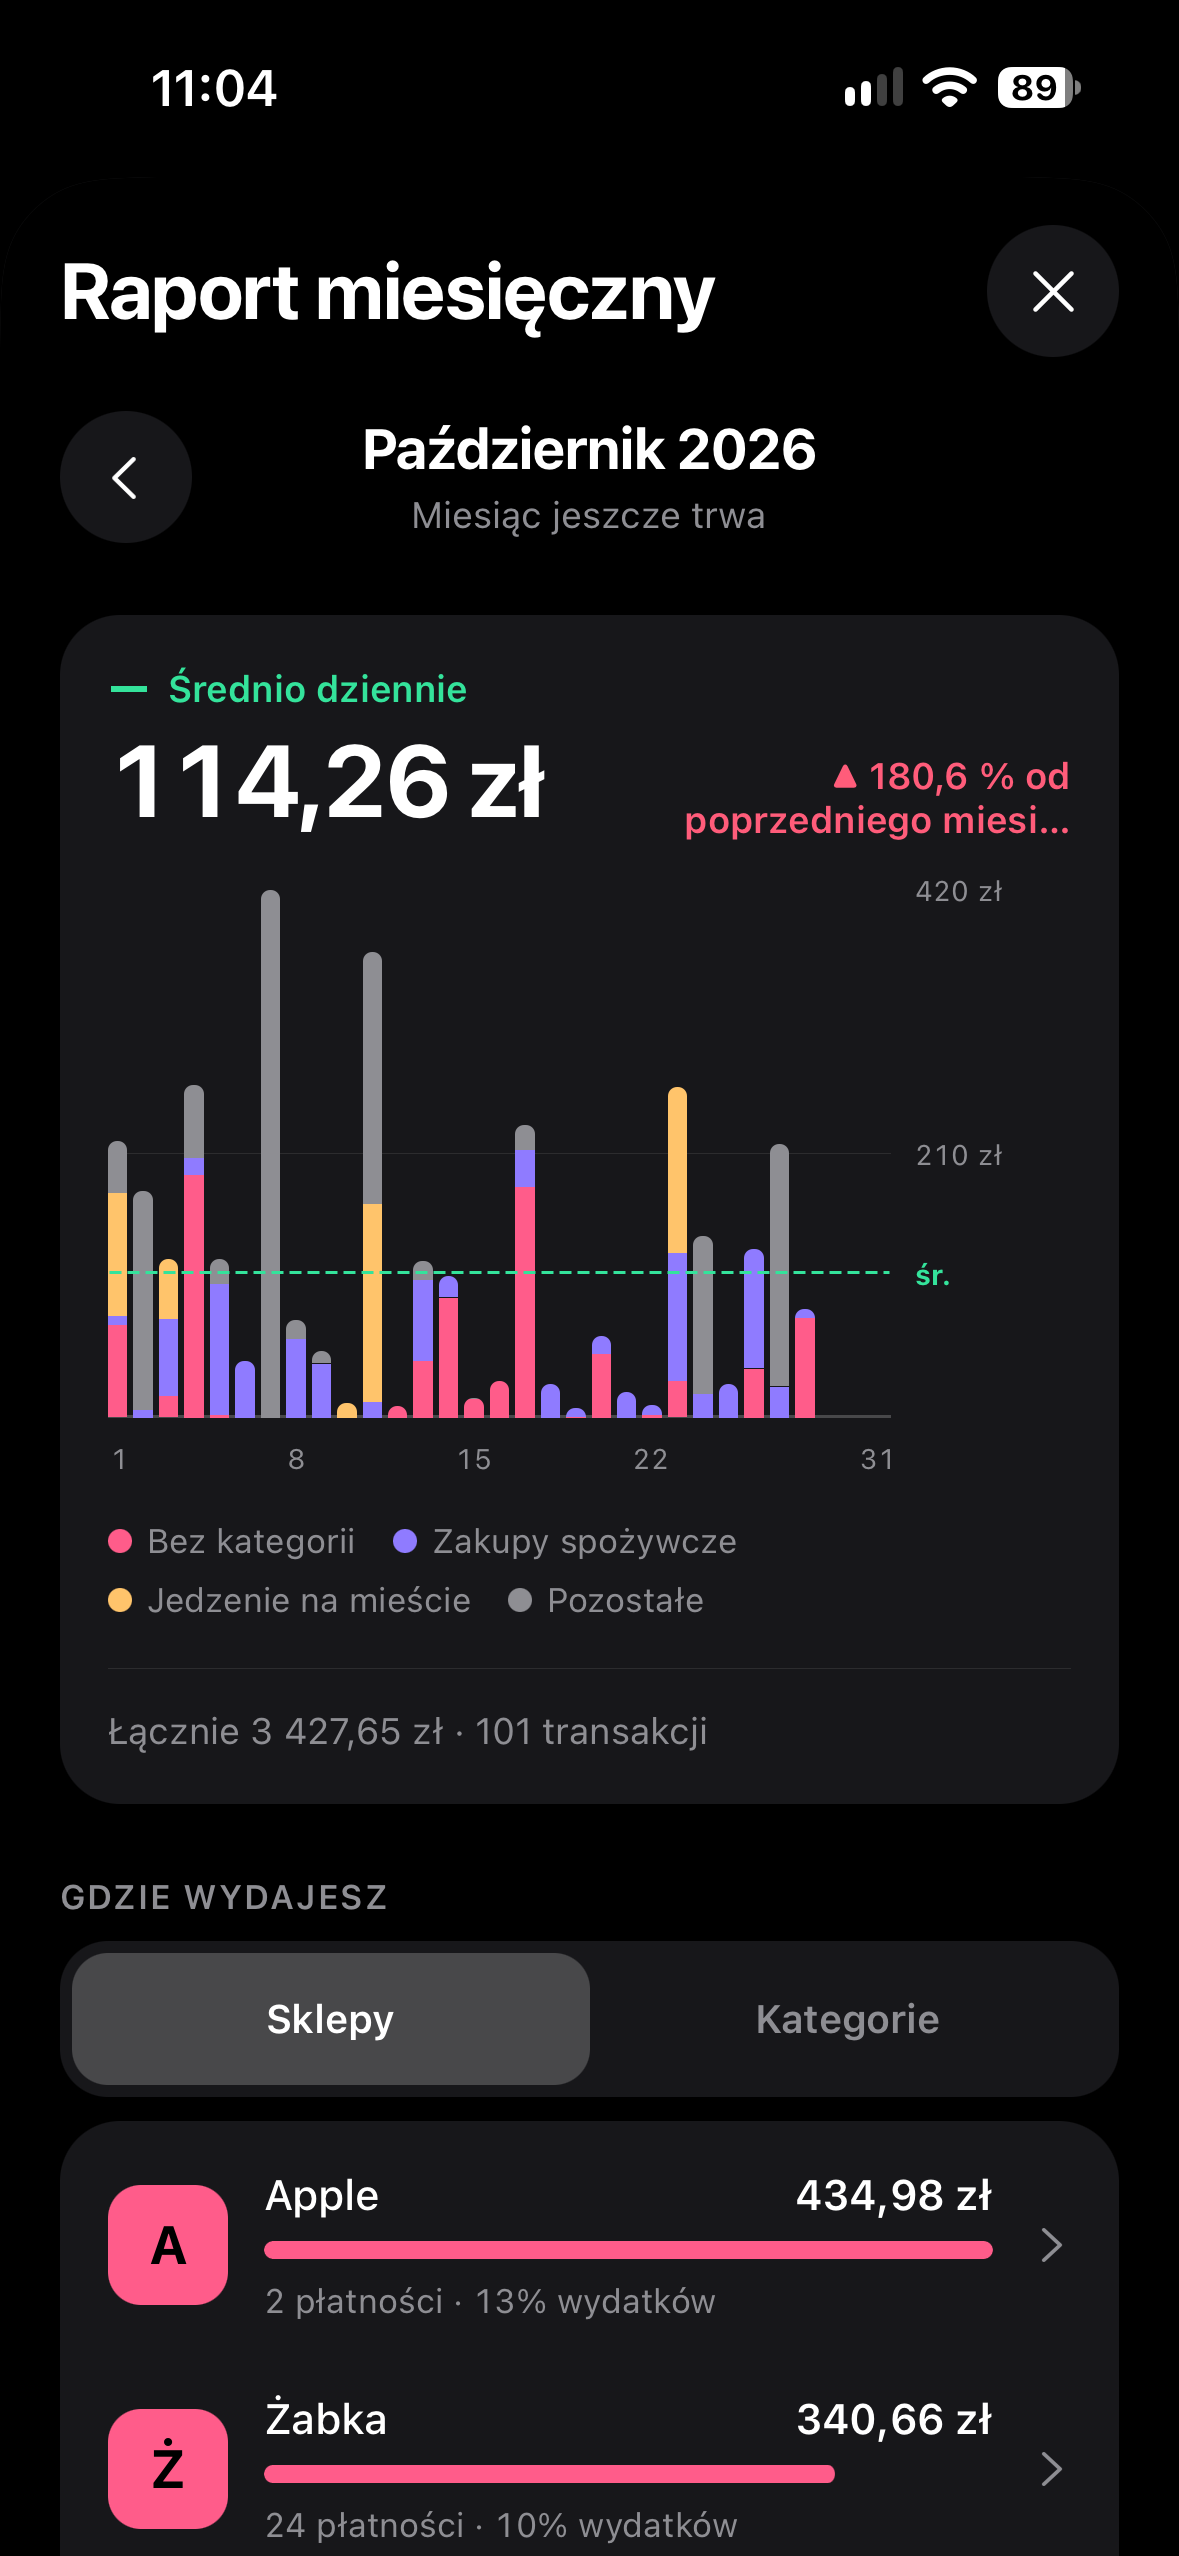 11:04
89
Raport miesięczny
Październik 2026
Miesiąc jeszcze trwa
Średnio dziennie
114,26 zł
▲ 180,6 % od
poprzedniego miesi...
420 zł
210 zł
śr.
1 8 15 22 31
Bez kategorii Zakupy spożywcze
Jedzenie na mieście Pozostałe
Łącznie 3 427,65 zł · 101 transakcji
GDZIE WYDAJESZ
Sklepy Kategorie
A
Apple 434,98 zł
2 płatności · 13% wydatków
Ż
Żabka 340,66 zł
24 płatności · 10% wydatków